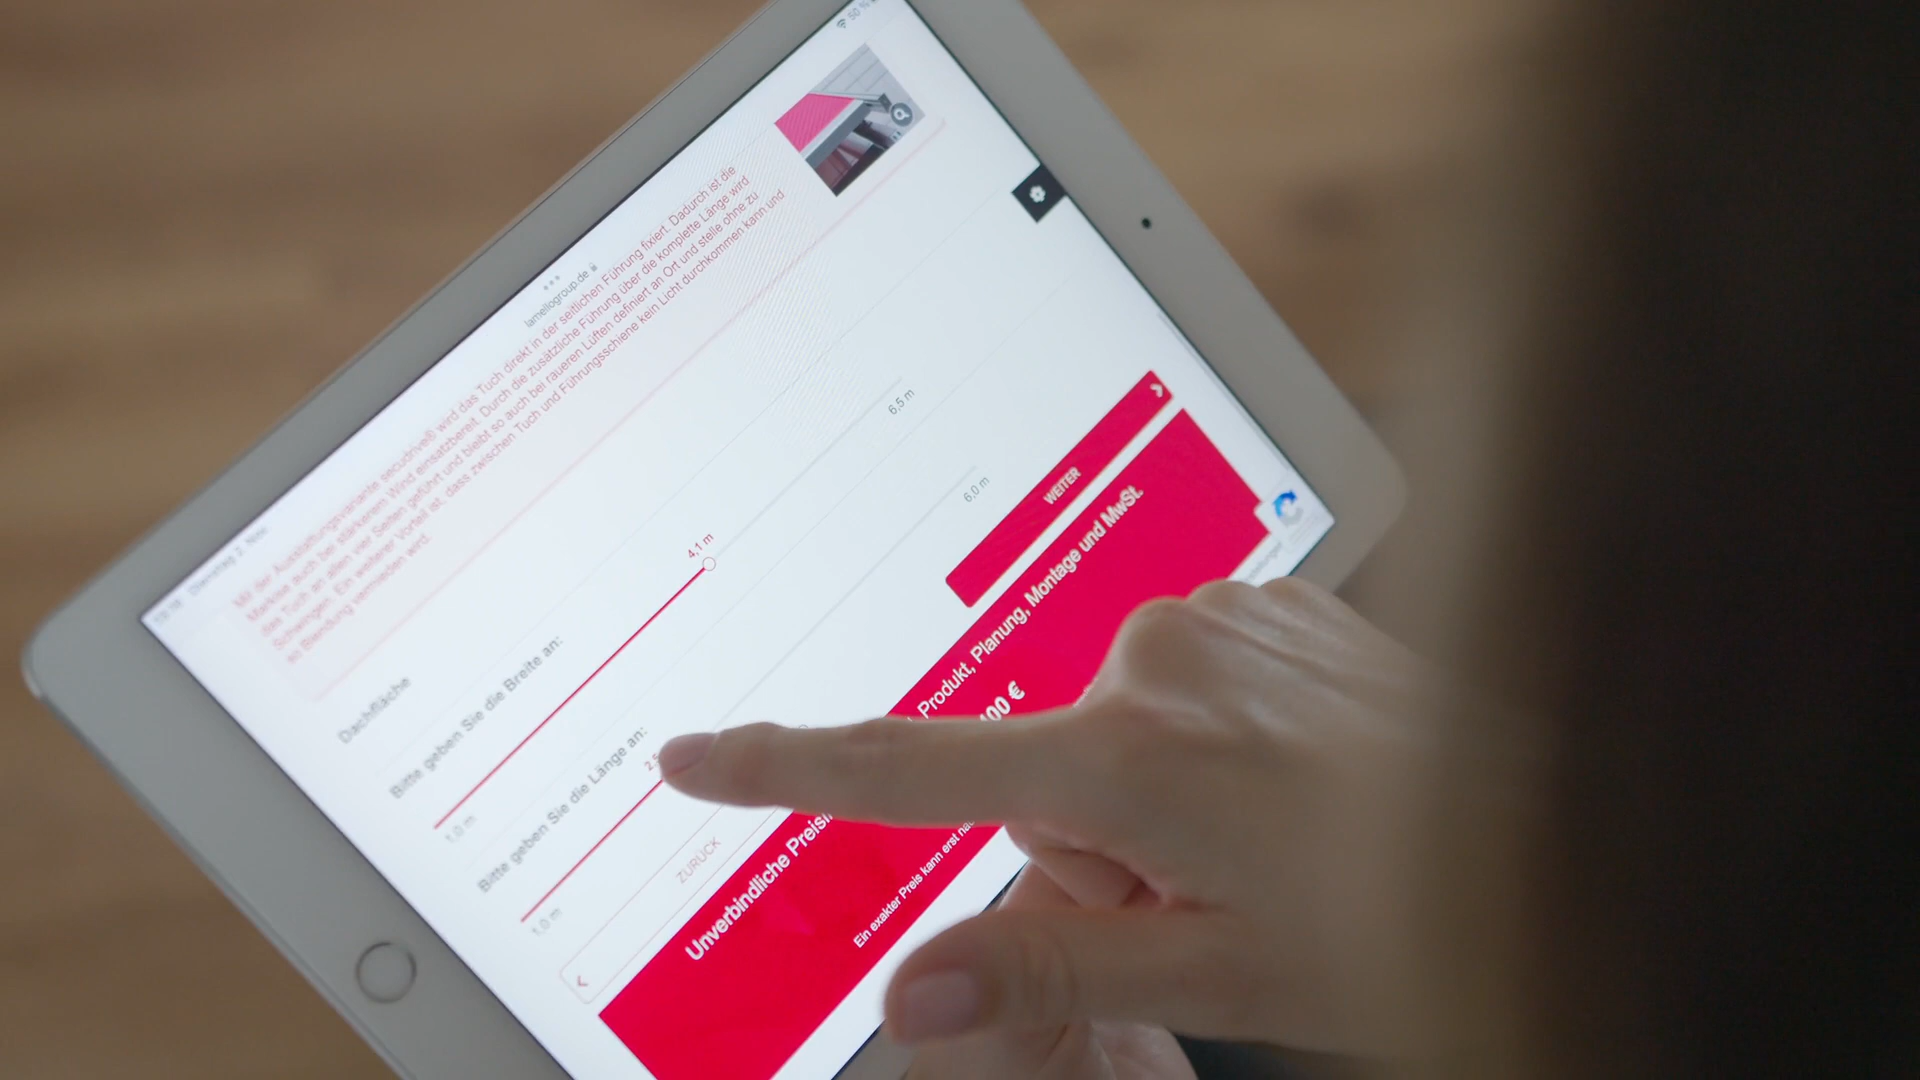 50 %
Dienstag 2. Nov.
lamellogroup.de
Mit der Ausstattungsvariante secudrive® wird das Tuch direkt in der seitlichen Führung fixiert. Dadurch ist die
Markise auch bei stärkerem Wind einsatzbereit. Durch die zusätzliche Führung über die komplette Länge wird
das Tuch an allen vier Seiten geführt und bleibt so auch bei raueren Lüften definiert an Ort und stelle ohne zu
Schwingen. Ein weiterer Vorteil ist, dass zwischen Tuch und Führungsschiene kein Licht durchkommen kann und
so Blendung vermieden wird.
Dachfläche
Bitte geben Sie die Breite an:
4,1 m
1,0 m
6,5 m
Bitte geben Sie die Länge an:
1,0 m
6,0 m
ZURÜCK
WEITER
Unverbindliche Produkt, Planung, Montage und MwSt.
€
Ein exakter Preis kann erst